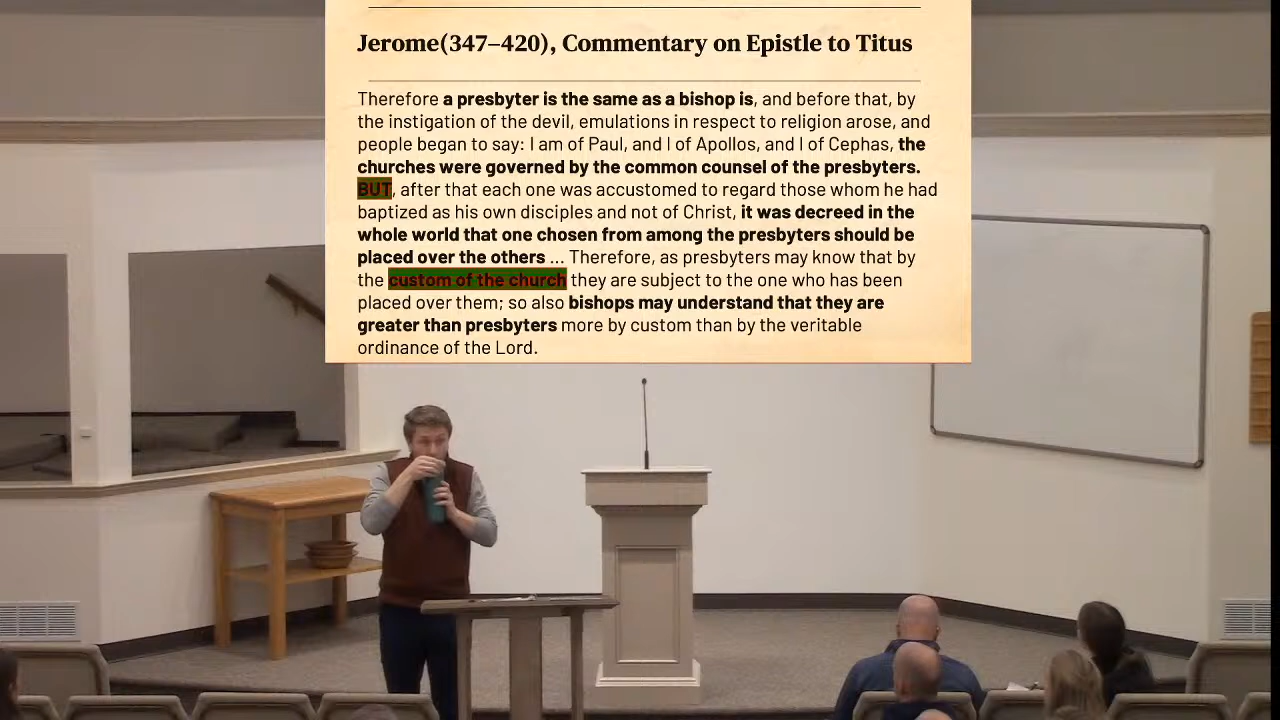 Jerome(347–420), Commentary on Epistle to Titus
Therefore a presbyter is the same as a bishop is, and before that, by
the instigation of the devil, emulations in respect to religion arose, and
people began to say: I am of Paul, and I of Apollos, and I of Cephas, the
churches were governed by the common counsel of the presbyters.
BUT, after that each one was accustomed to regard those whom he had
baptized as his own disciples and not of Christ, it was decreed in the
whole world that one chosen from among the presbyters should be
placed over the others ... Therefore, as presbyters may know that by
the custom of the church they are subject to the one who has been
placed over them; so also bishops may understand that they are
greater than presbyters more by custom than by the veritable
ordinance of the Lord.